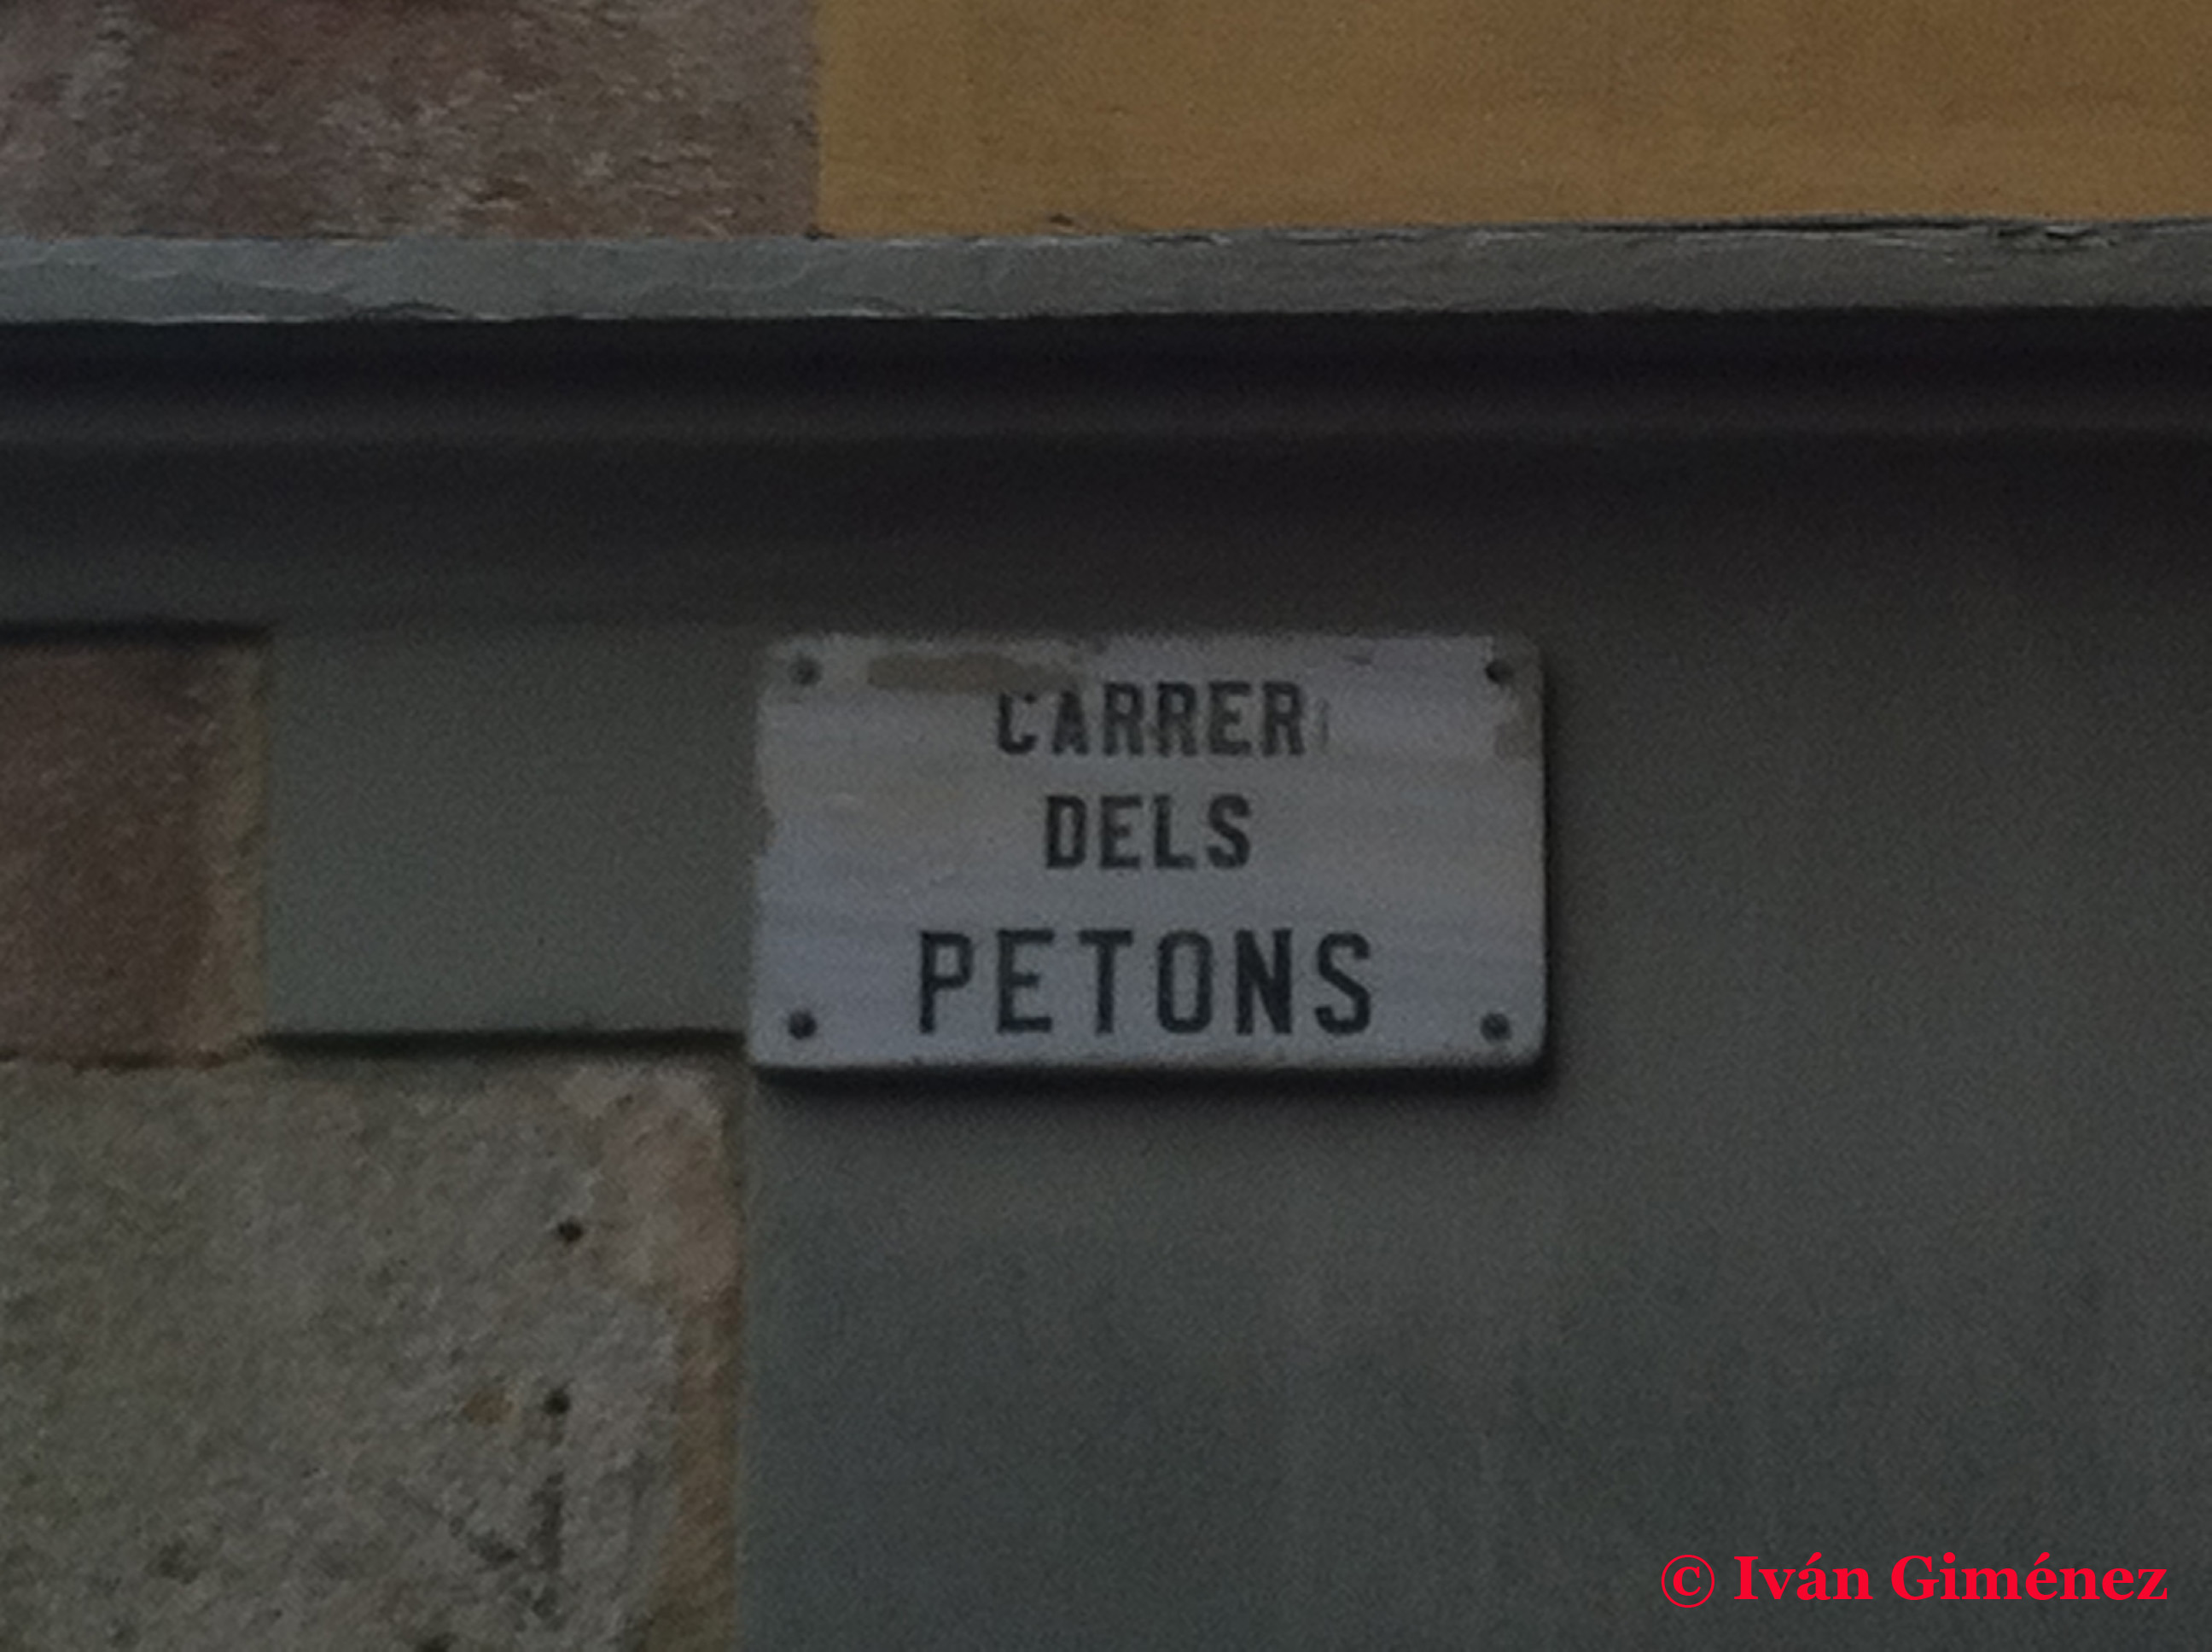 CARRER
DELS
PETONS
© Iván Giménez